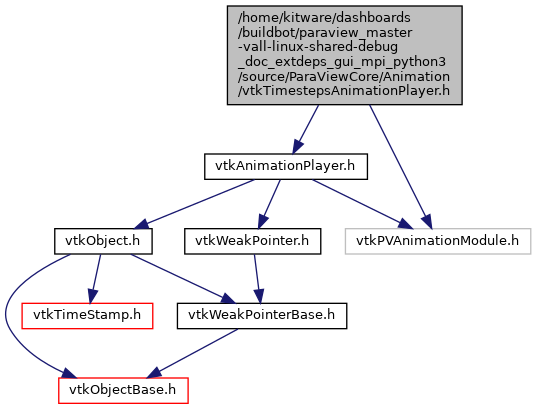 /home/kitware/dashboards
/buildbot/paraview_master
-vall-linux-shared-debug
_doc_extdeps_gui_mpi_python3
/source/ParaViewCore/Animation
/vtkTimestepsAnimationPlayer.h
vtkAnimationPlayer.h
vtkObject.h
vtkWeakPointer.h
vtkPVAnimationModule.h
vtkTimeStamp.h
vtkWeakPointerBase.h
vtkObjectBase.h